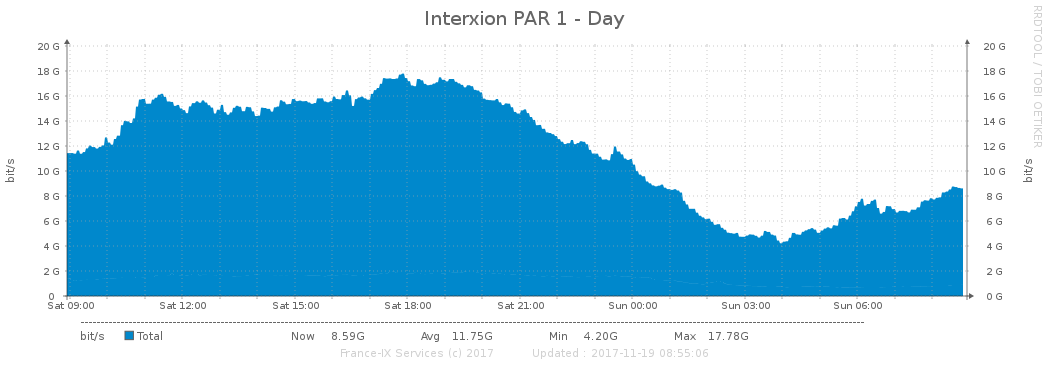 Interxion PAR 1 - Day
RRDTOOL / TOBI OETIKER
bit/s
20 G
18 G
16 G
14 G
12 G
10 G
8 G
6 G
4 G
2 G
0
20 G
18 G
16 G
14 G
12 G
10 G
8 G
6 G
4 G
2 G
0 G
bit/s
Sat 09:00 Sat 12:00 Sat 15:00 Sat 18:00 Sat 21:00 Sun 00:00 Sun 03:00 Sun 06:00
bit/s Total Now 8.59G Avg 11.75G Min 4.20G Max 17.78G
France-IX Services (c) 2017 Updated : 2017-11-19 08:55:06